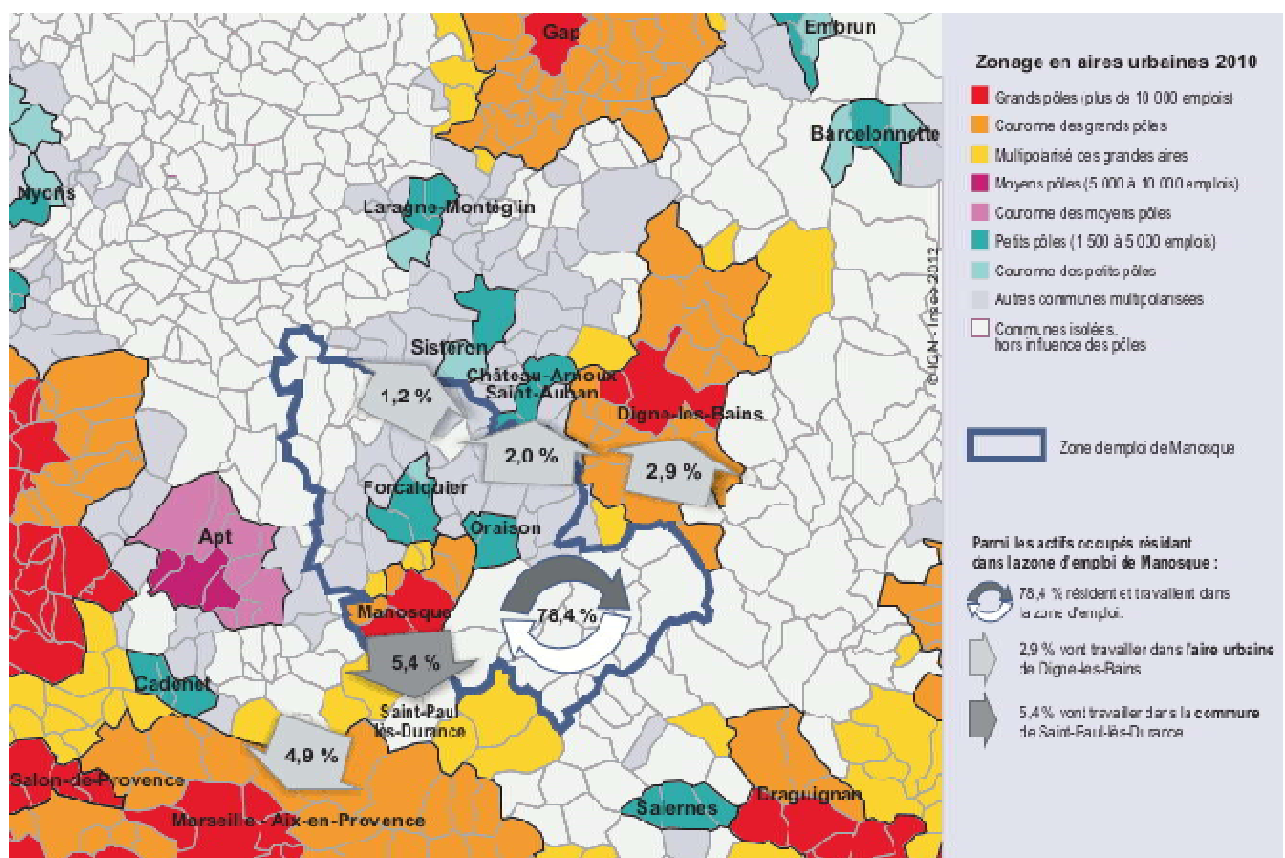 Gap
Embrun
Barcelonnette
Nyons
Laragne-Montéglin
Sisteron
Château-Arnoux
Saint-Auban
1,2 %
Digne-les-Bains
2,0 %
2,9 %
Forcalquier
Oraison
Apt
Manosque
78,4 %
5,4 %
Cadenet
Saint-Paul
lès-Durance
4,9 %
Salon-de-Provence
Marseille - Aix-en-Provence
Salernes
Draguignan
© IGN - Insee 2012
Zonage en aires urbaines 2010
Grands pôles (plus de 10 000 emplois)
Couronne des grands pôles
Multipolarisé des grandes aires
Moyens pôles (5 000 à 10 000 emplois)
Couronne des moyens pôles
Petits pôles (1 500 à 5 000 emplois)
Couronne des petits pôles
Autres communes multipolarisées
Communes isolées,
hors influence des pôles
Zone d'emploi de Manosque
Parmi les actifs occupés résidant
dans la zone d'emploi de Manosque :
78,4 % résident et travaillent dans
la zone d'emploi.
2,9 % vont travailler dans l'aire urbaine
de Digne-les-Bains
5,4 % vont travailler dans la commune
de Saint-Paul-lès-Durance